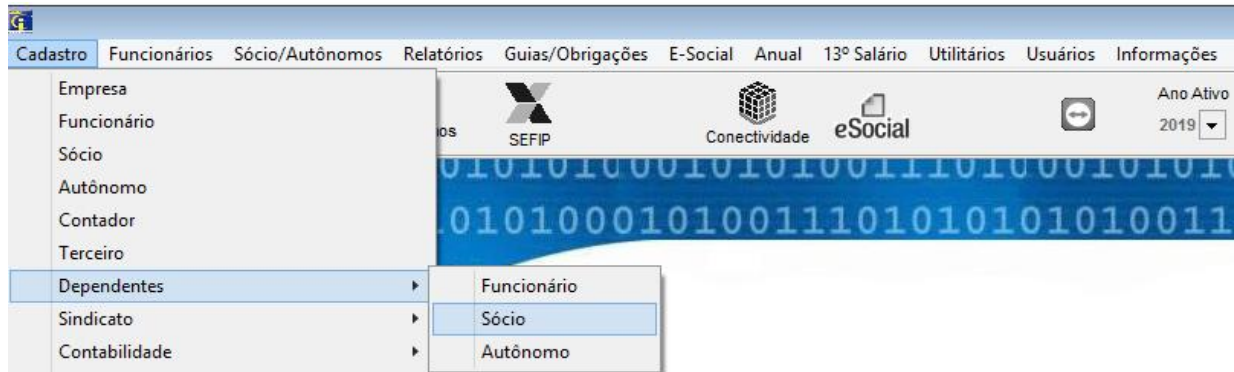 Cadastro Funcionários Sócio/Autônomos Relatórios Guias/Obrigações E-Social Anual 13º Salário Utilitários Usuários Informações
Empresa
Funcionário
Sócio
Autônomo
Contador
Terceiro
Dependentes
Sindicato
Contabilidade
Funcionário
Sócio
Autônomo
SEFIP
Conectividade
eSocial
Ano Ativo
2019